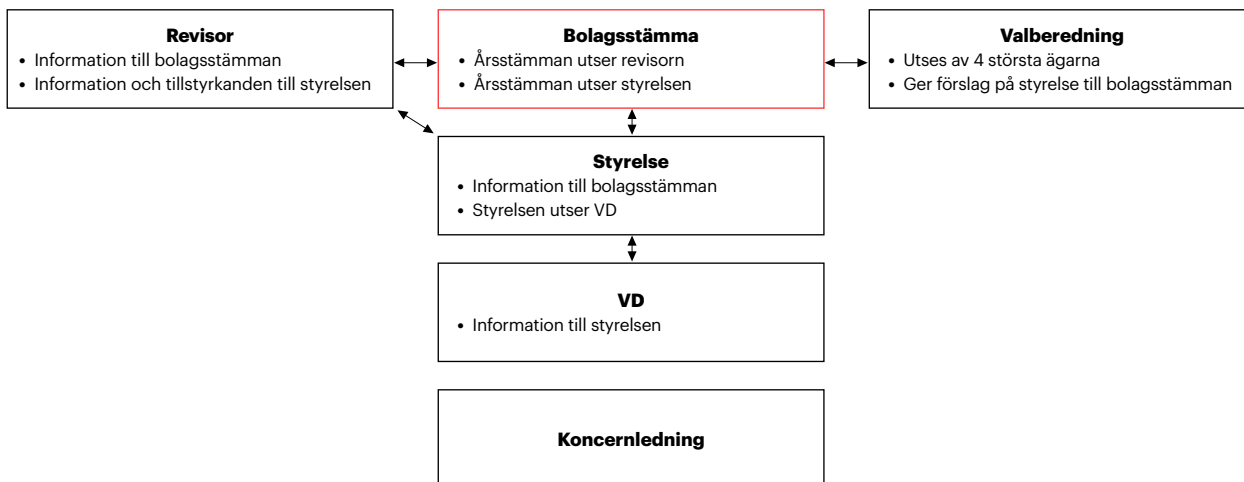 Revisor
• Information till bolagsstämman
• Information och tillstyrkanden till styrelsen
Bolagsstämma
• Årsstämman utser revisorn
• Årsstämman utser styrelsen
Valberedning
• Utses av 4 största ägarna
• Ger förslag på styrelse till bolagsstämman
Styrelse
• Information till bolagsstämman
• Styrelsen utser VD
VD
• Information till styrelsen
Koncernledning